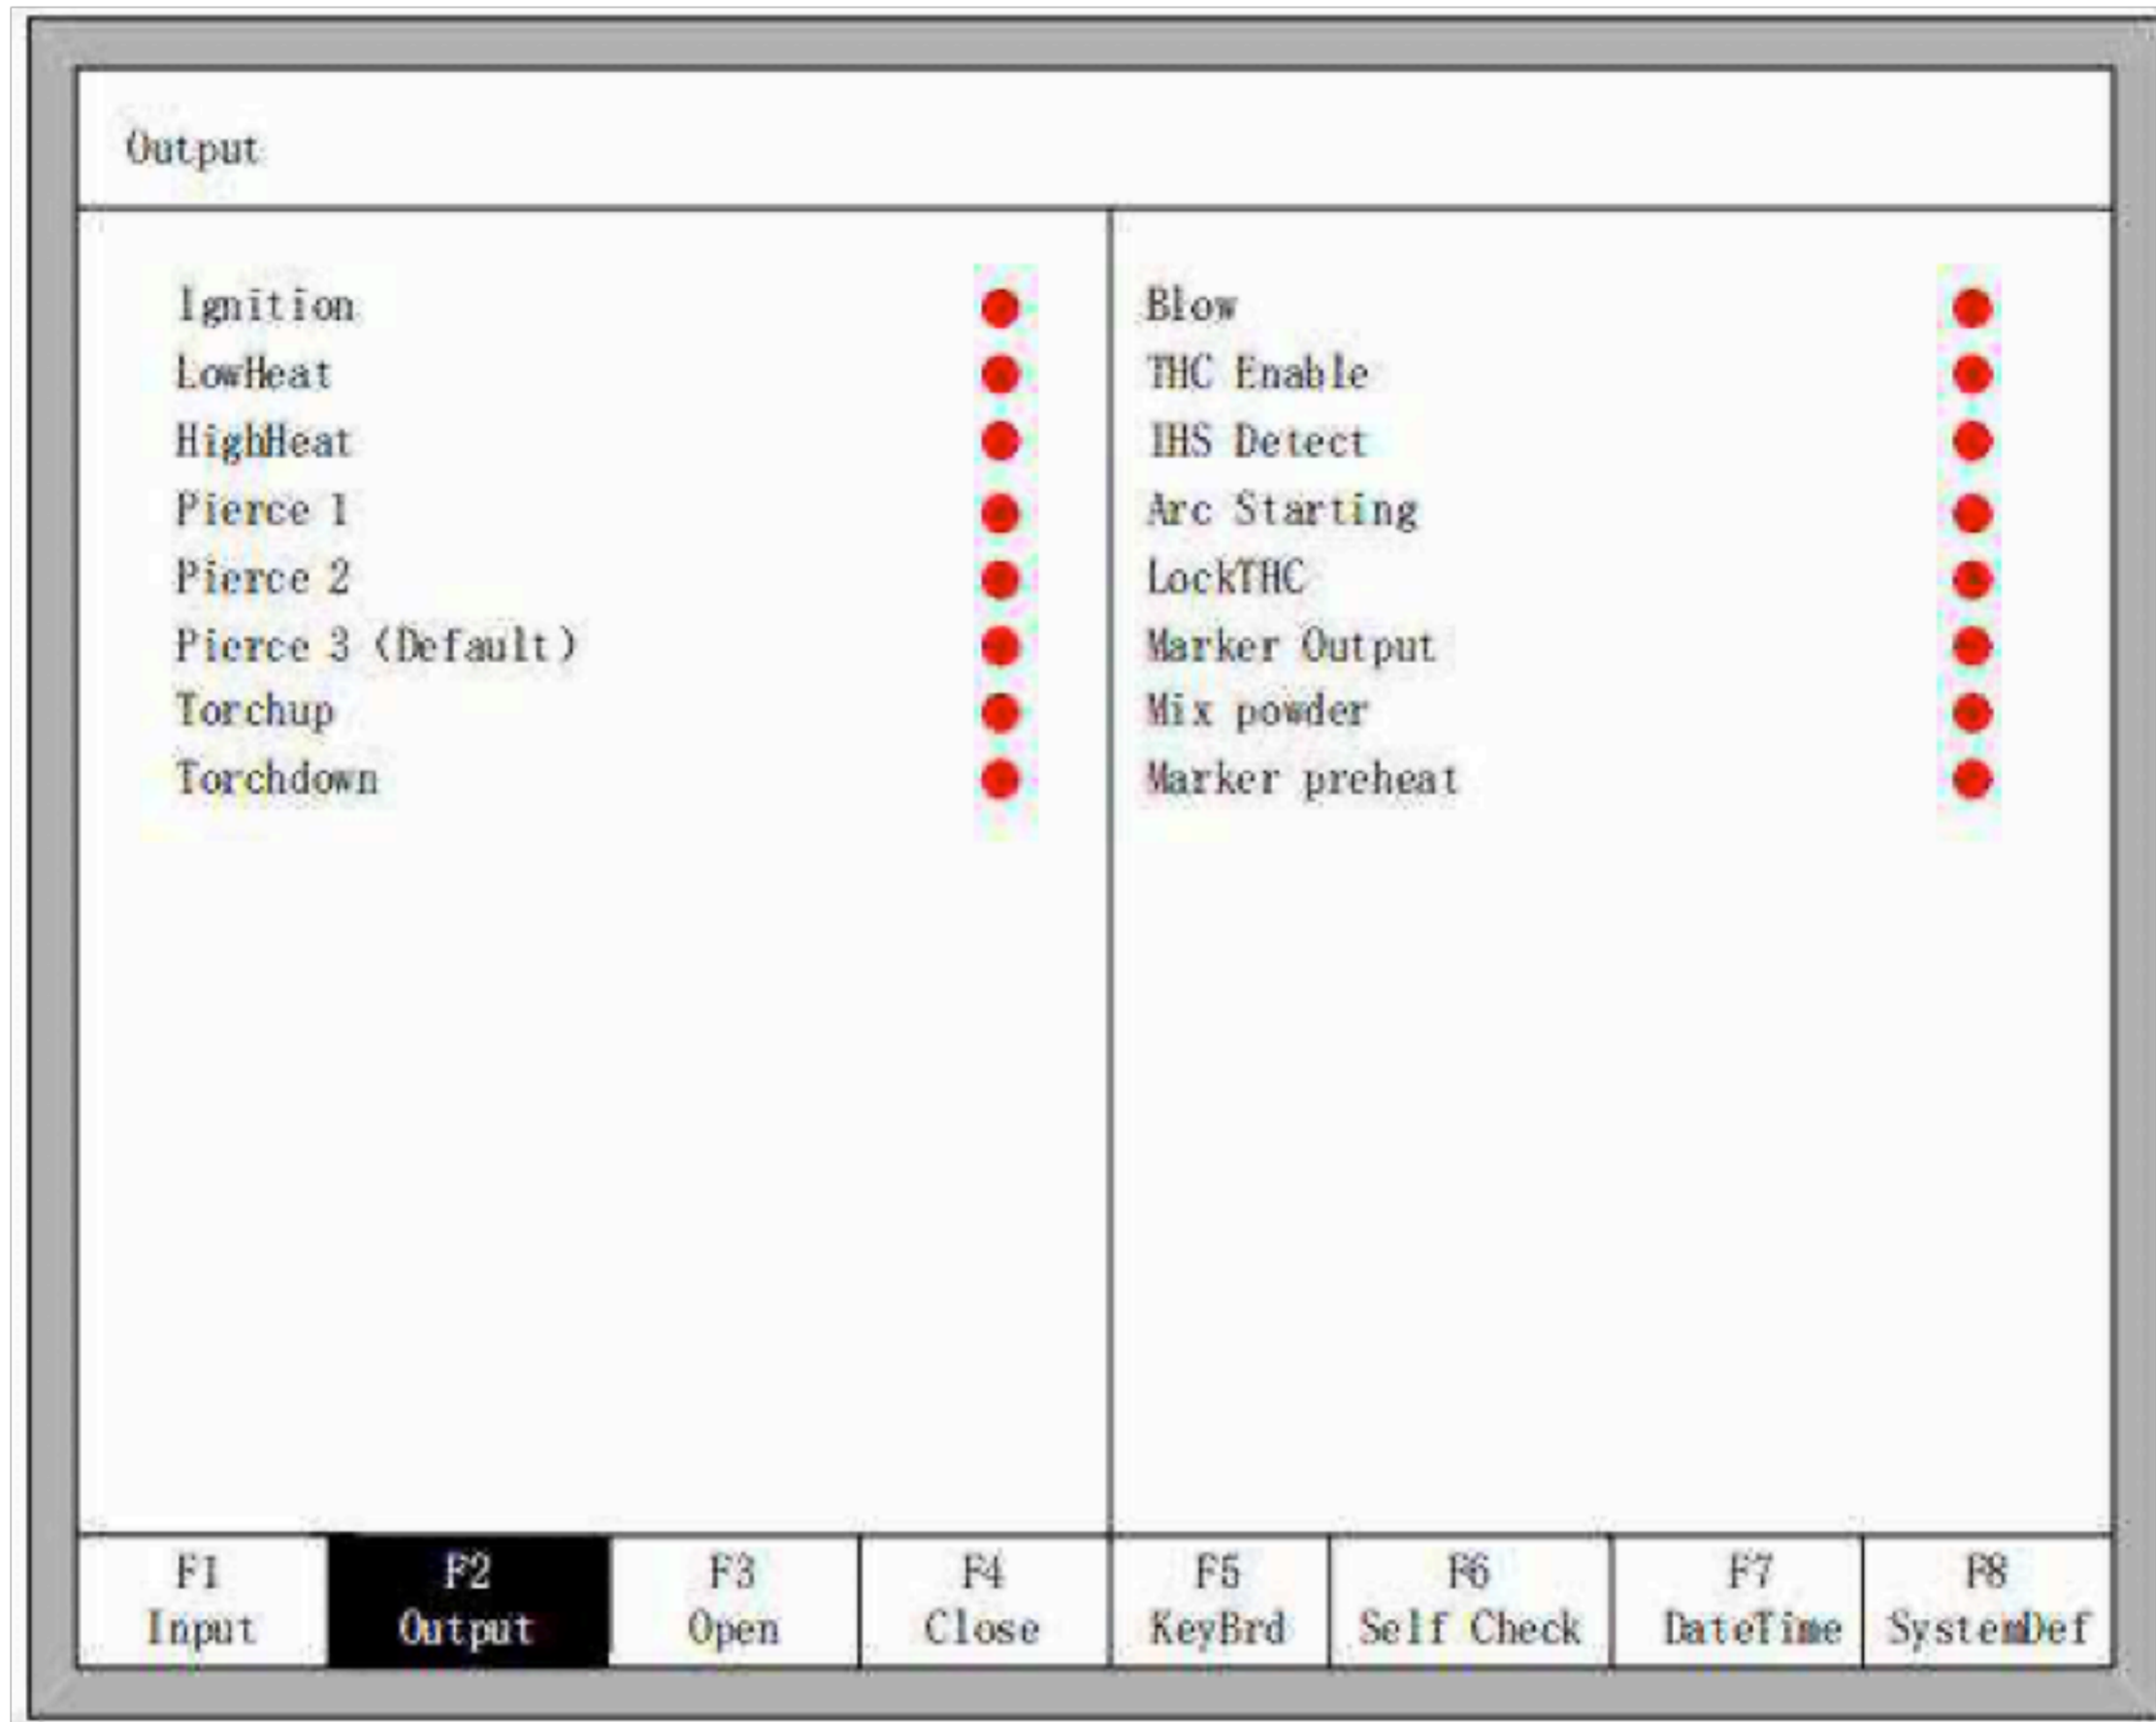 Output
Ignition
LowHeat
HighHeat
Pierce 1
Pierce 2
Pierce 3 (Default)
Torchup
Torchdown
Blow
THC Enable
IHS Detect
Arc Starting
LockTHC
Marker Output
Mix powder
Marker preheat
F1 Input
F2 Output
F3 Open
F4 Close
F5 KeyBrd
F6 Self Check
F7 DateTime
F8 SystemDef